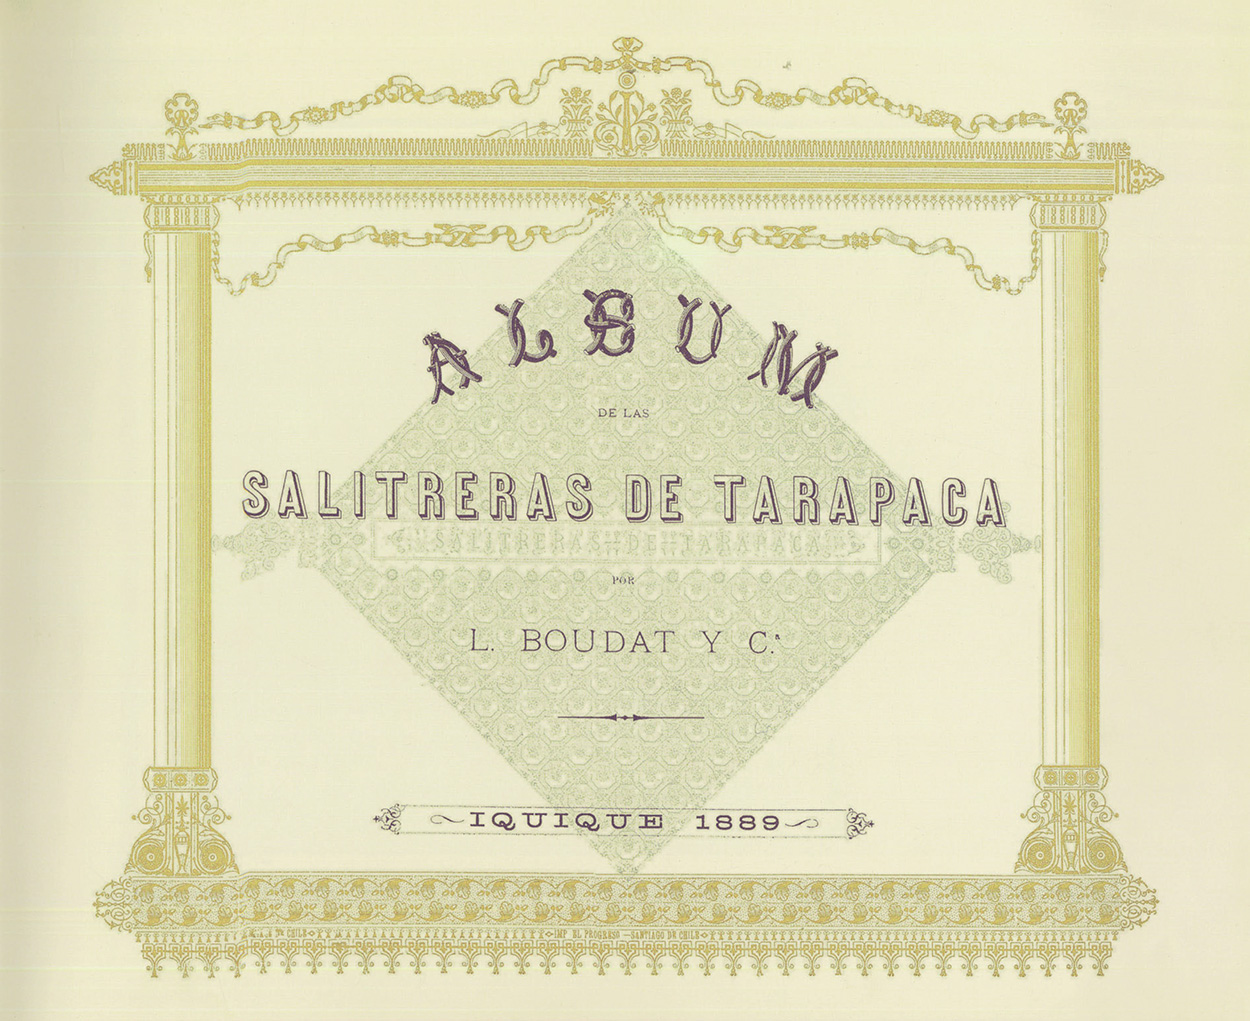 ALBUM
DE LAS
SALITRERAS DE TARAPACA
SALITRERAS DE TARAPACA
POR
L. BOUDAT Y C.ª
IQUIQUE 1889
CHILE IMP EL PROGRESO — SANTIAGO DE CHILE